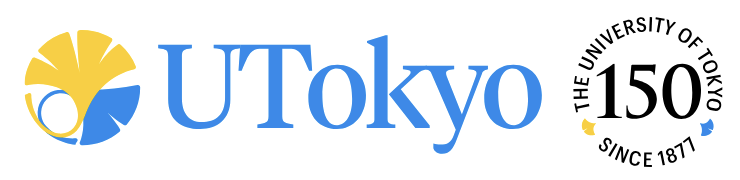 UTokyo
THE UNIVERSITY OF TOKYO
150
SINCE 1877